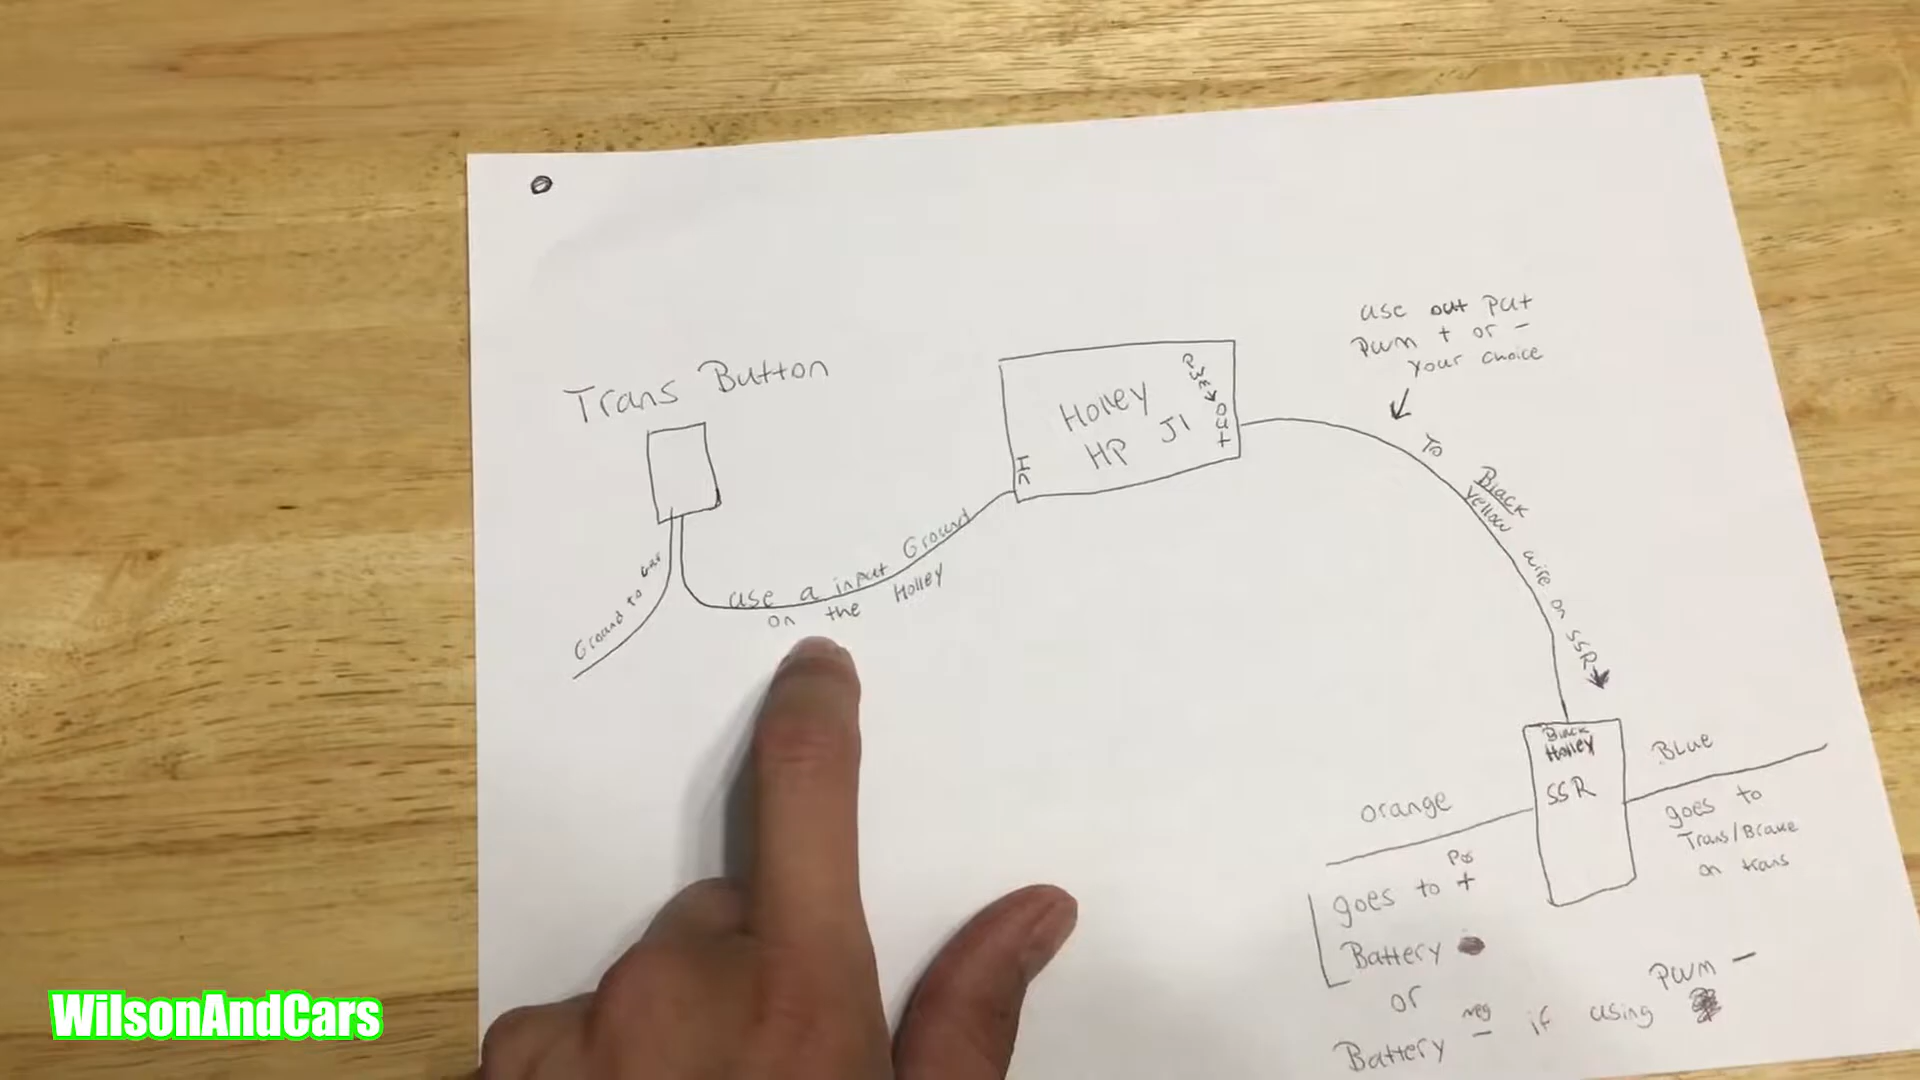 Trans Button
Ground to
use a input Ground
on the Holley
Holley
HP J1
In
OUT
use out put
PWM + or -
your choice
To Black
Yellow wire on SSR
Black
Holley
SSR
Orange
goes to Pos +
Battery
or
Battery neg - if using PWM -
BLUE
goes to
Trans/Brake
on trans
WilsonAndCars